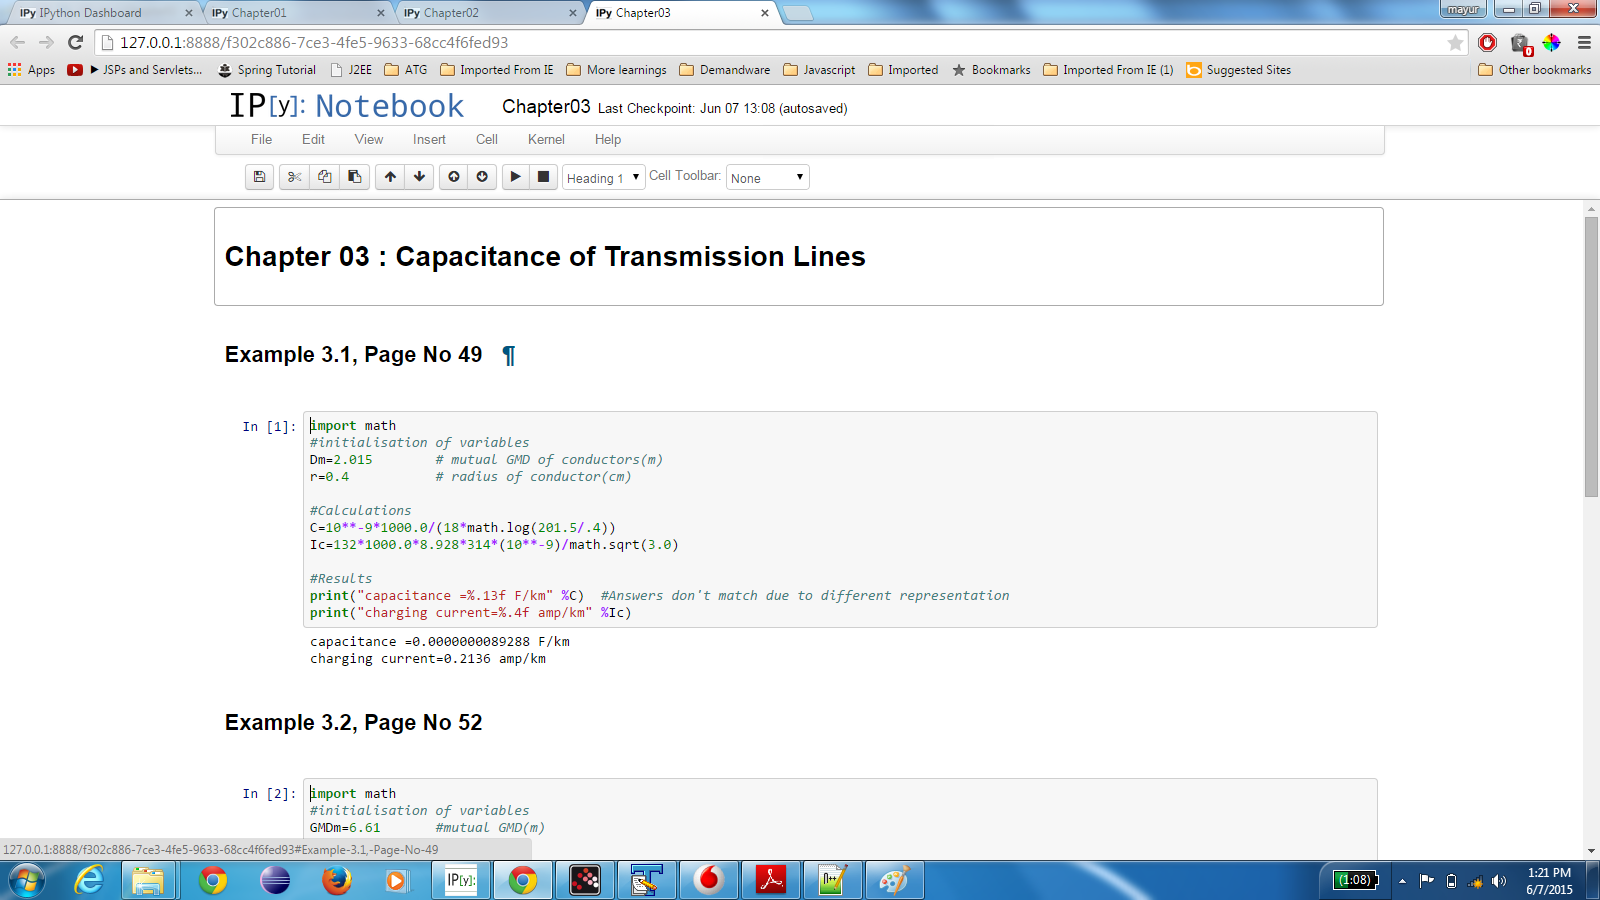 IPy IPython Dashboard
IPy Chapter01
IPy Chapter02
IPy Chapter03
mayur
127.0.0.1:8888/f302c886-7ce3-4fe5-9633-68cc4f6fed93
0
Apps
JSPs and Servlets...
Spring Tutorial
J2EE
ATG
Imported From IE
More learnings
Demandware
Javascript
Imported
Bookmarks
Imported From IE (1)
Suggested Sites
Other bookmarks
IP[y]: Notebook
Chapter03 Last Checkpoint: Jun 07 13:08 (autosaved)
File Edit View Insert Cell Kernel Help
Heading 1
Cell Toolbar:
None
Chapter 03 : Capacitance of Transmission Lines
Example 3.1, Page No 49 ¶
In [1]:
import math
#initialisation of variables
Dm=2.015 # mutual GMD of conductors(m)
r=0.4 # radius of conductor(cm)
#Calculations
C=10**-9*1000.0/(18*math.log(201.5/.4))
Ic=132*1000.0*8.928*314*(10**-9)/math.sqrt(3.0)
#Results
print("capacitance =%.13f F/km" %C) #Answers don't match due to different representation
print("charging current=%.4f amp/km" %Ic)
capacitance =0.0000000089288 F/km
charging current=0.2136 amp/km
Example 3.2, Page No 52
In [2]:
import math
#initialisation of variables
GMDm=6.61 #mutual GMD(m)
127.0.0.1:8888/f302c886-7ce3-4fe5-9633-68cc4f6fed93#Example-3.1,-Page-No-49
IP[y]:
(1:08)
1:21 PM
6/7/2015